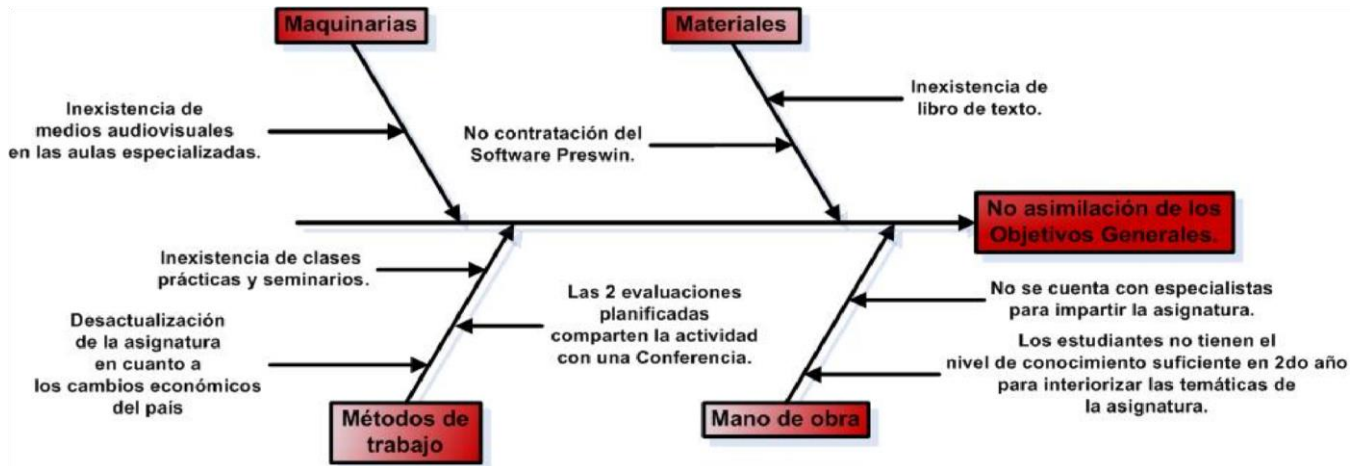 Maquinarias
Materiales
Inexistencia de
medios audiovisuales
en las aulas especializadas.
Inexistencia de
libro de texto.
No contratación del
Software Preswin.
No asimilación de los
Objetivos Generales.
Inexistencia de clases
prácticas y seminarios.
Las 2 evaluaciones
planificadas
comparten la actividad
con una Conferencia.
No se cuenta con especialistas
para impartir la asignatura.
Desactualización
de la asignatura
en cuanto a
los cambios económicos
del país
Los estudiantes no tienen el
nivel de conocimiento suficiente en 2do año
para interiorizar las temáticas de
la asignatura.
Métodos de
trabajo
Mano de obra